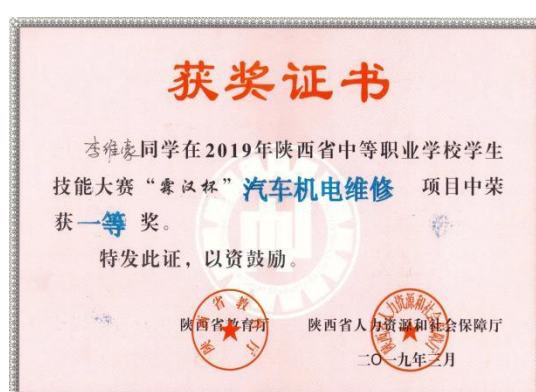 获奖证书
李维豪同学在2019年陕西省中等职业学校学生
技能大赛“霖汉杯”汽车机电维修 项目中荣
获一等奖。
特发此证，以资鼓励。
陕西省教育厅 陕西省人力资源和社会保障厅
二〇一九年三月